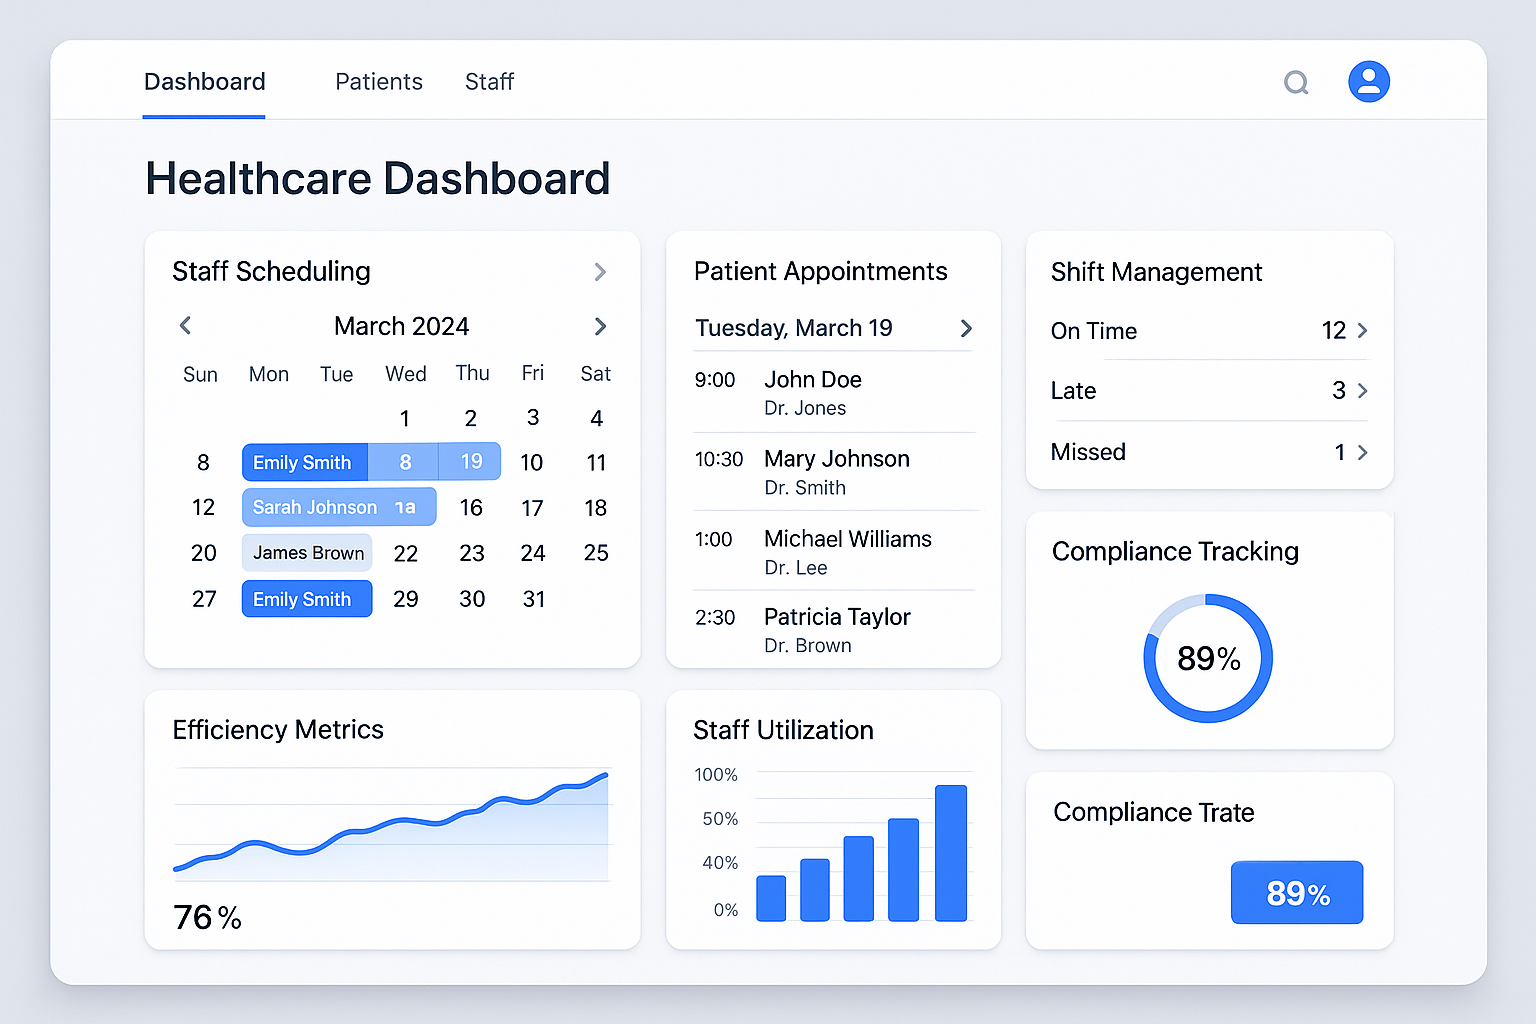 Dashboard Patients Staff
Healthcare Dashboard
Staff Scheduling
March 2024
Sun Mon Tue Wed Thu Fri Sat
1 2 3 4
8 Emily Smith 8 19 10 11
12 Sarah Johnson 1a 16 17 18
20 James Brown 22 23 24 25
27 Emily Smith 29 30 31
Patient Appointments
Tuesday, March 19
9:00 John Doe
Dr. Jones
10:30 Mary Johnson
Dr. Smith
1:00 Michael Williams
Dr. Lee
2:30 Patricia Taylor
Dr. Brown
Shift Management
On Time 12
Late 3
Missed 1
Compliance Tracking
89%
Efficiency Metrics
76%
Staff Utilization
100%
50%
40%
0%
Compliance Trate
89%